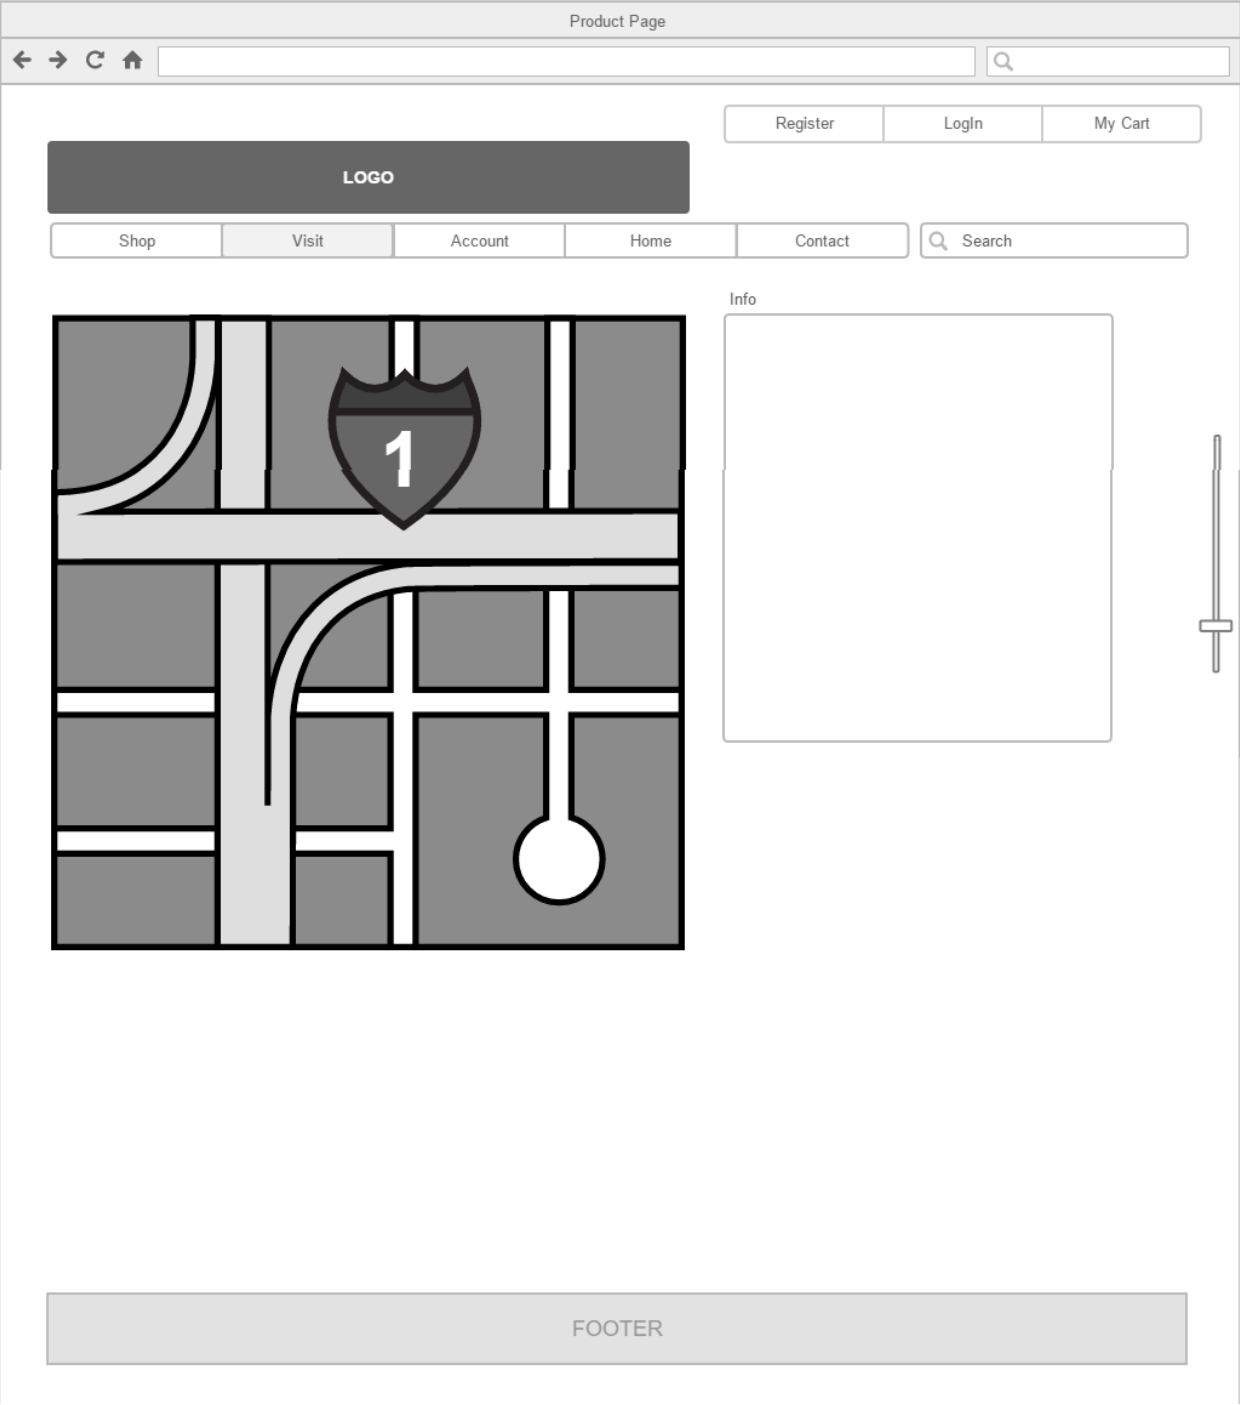 Product Page
Register LogIn My Cart
LOGO
Shop Visit Account Home Contact Search
Info
1
FOOTER